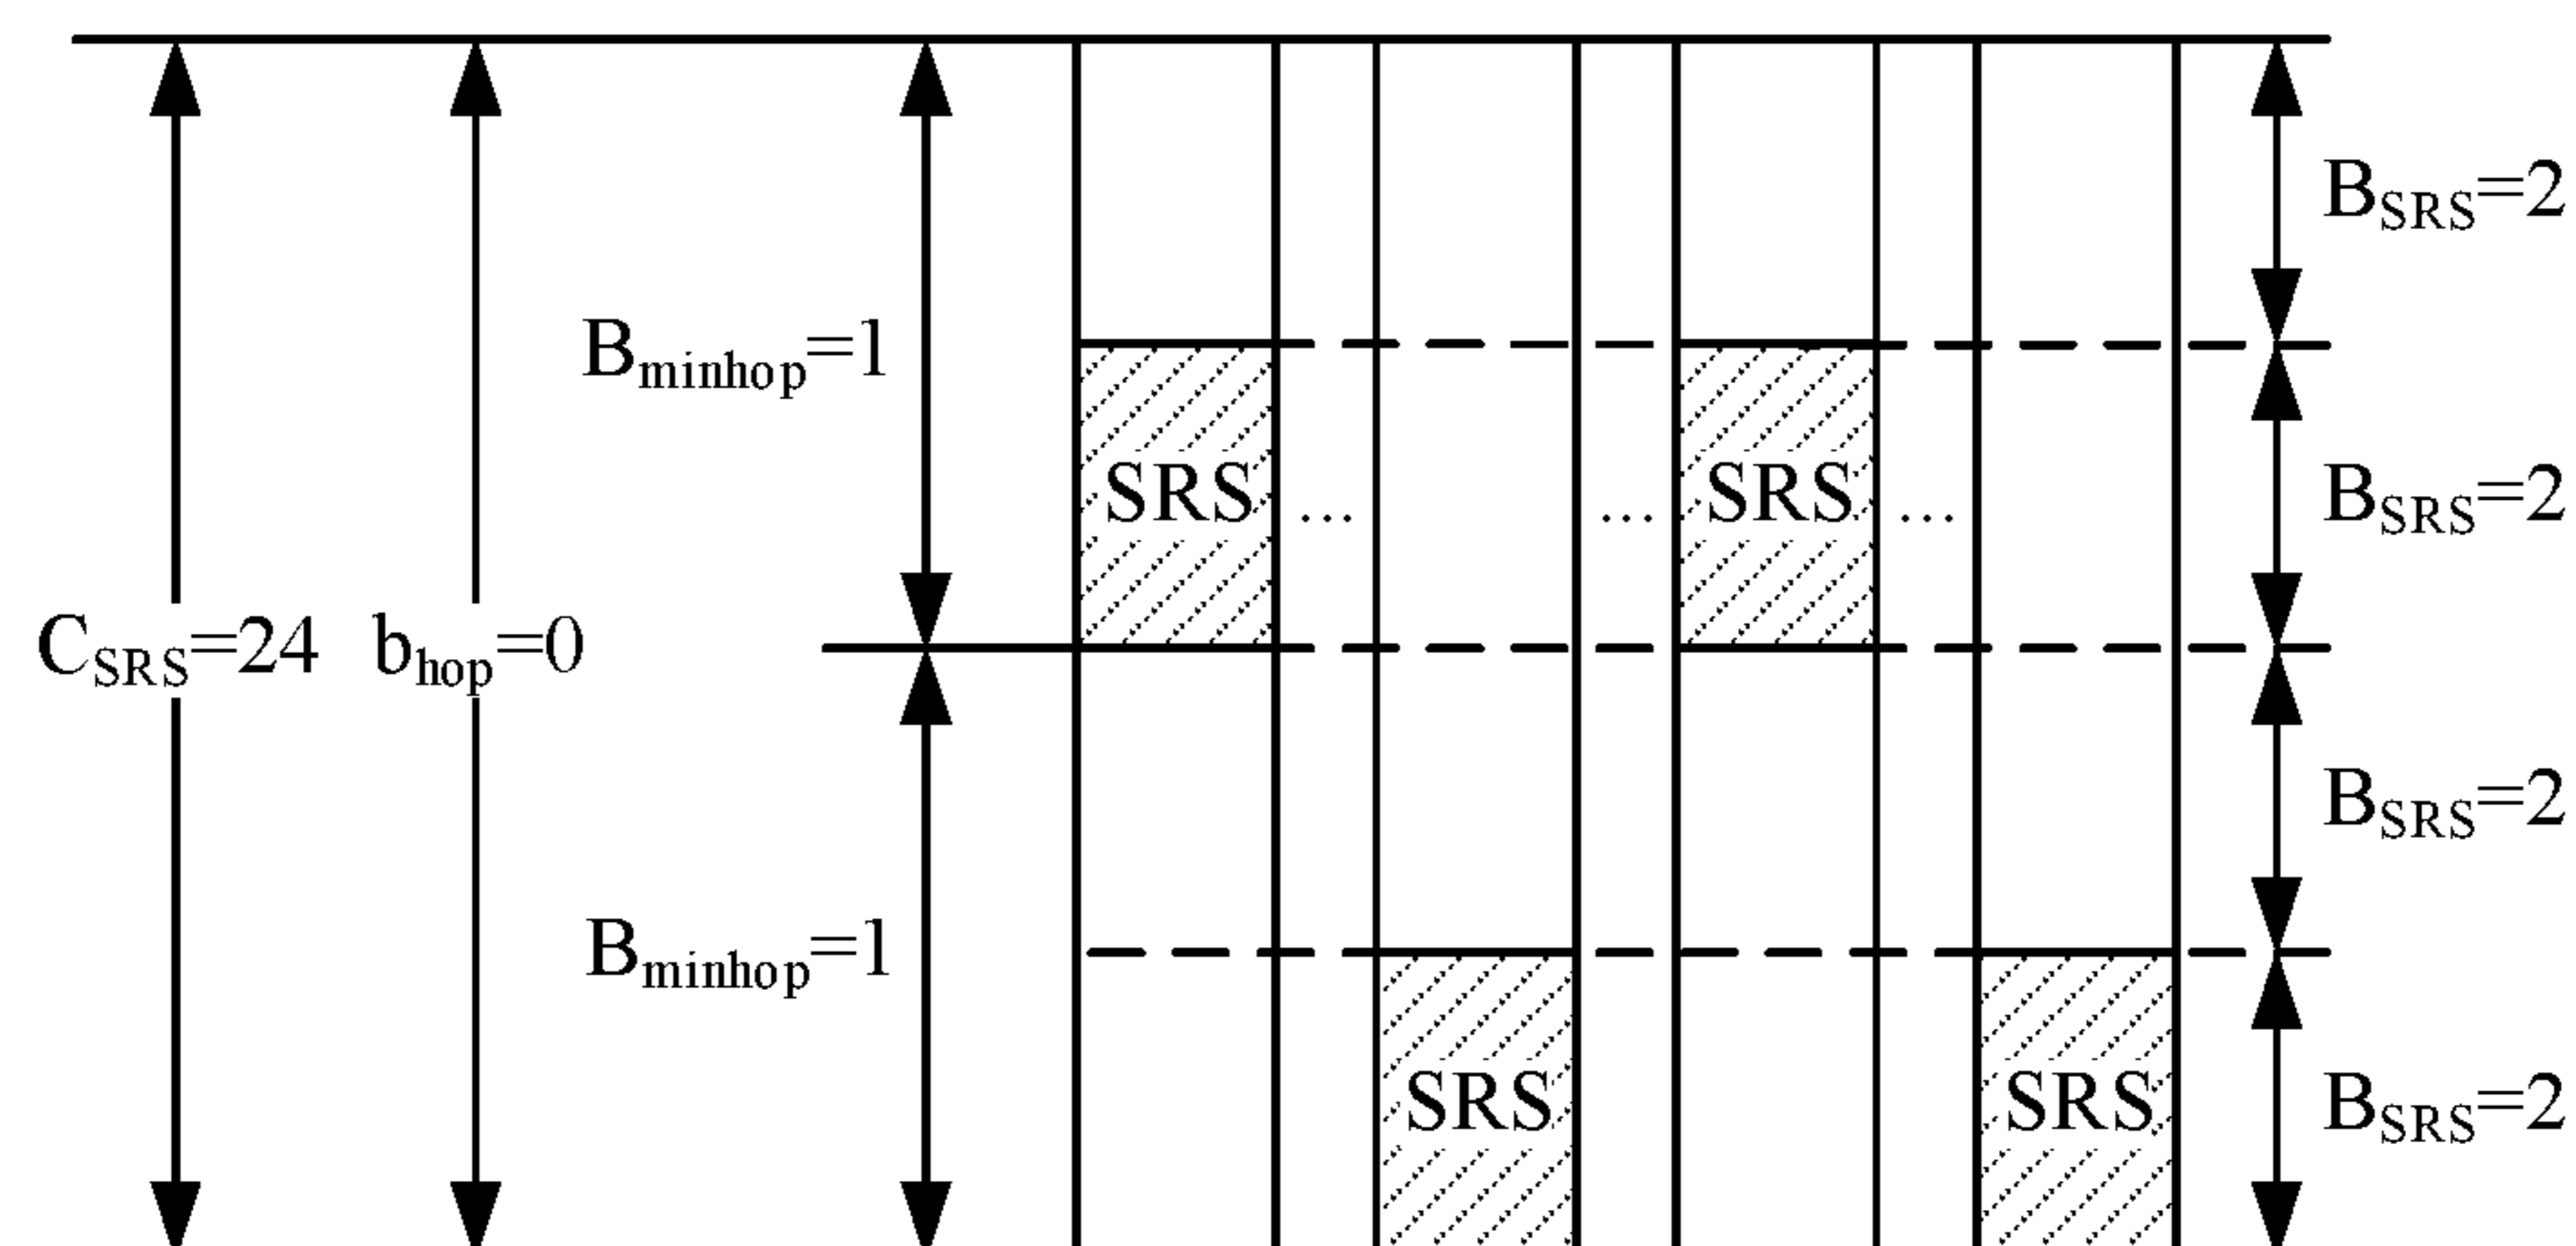 B_SRS=2
B_minhop=1
SRS ... ... SRS ... B_SRS=2
C_SRS=24 b_hop=0
B_SRS=2
B_minhop=1
SRS SRS B_SRS=2